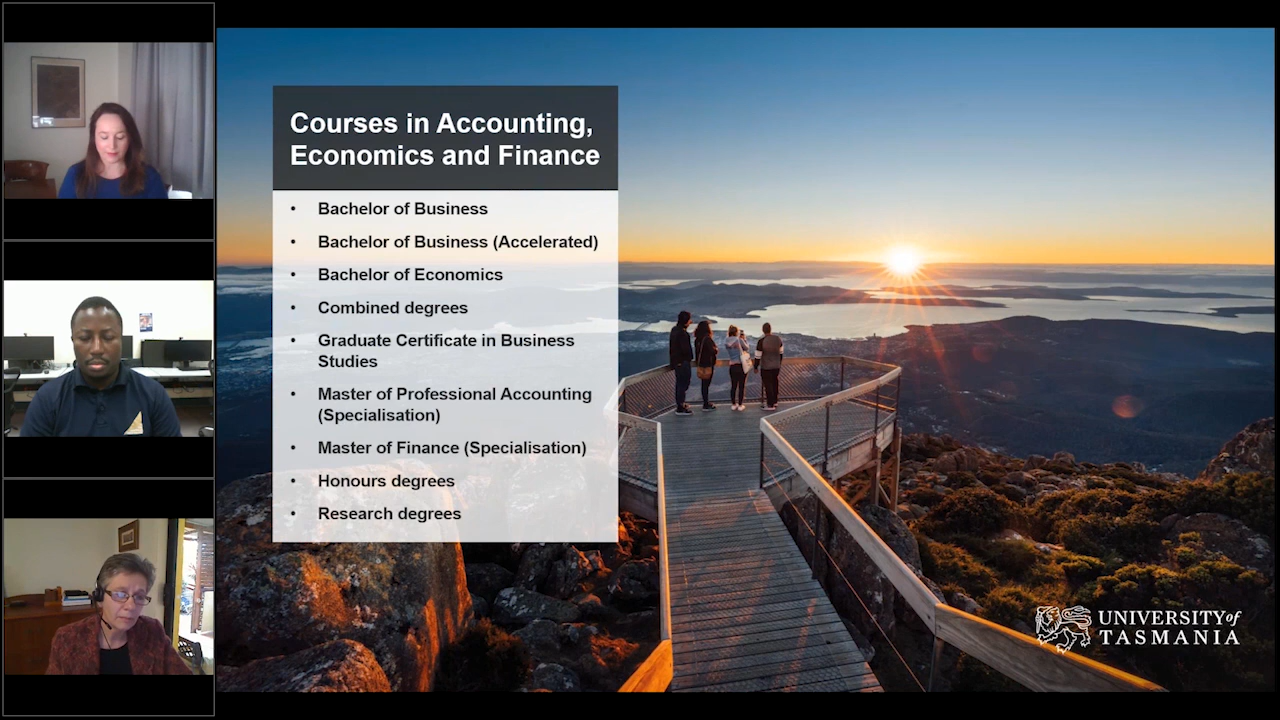 Courses in Accounting,
Economics and Finance
• Bachelor of Business
• Bachelor of Business (Accelerated)
• Bachelor of Economics
• Combined degrees
• Graduate Certificate in Business
Studies
• Master of Professional Accounting
(Specialisation)
• Master of Finance (Specialisation)
• Honours degrees
• Research degrees
UNIVERSITY of
TASMANIA